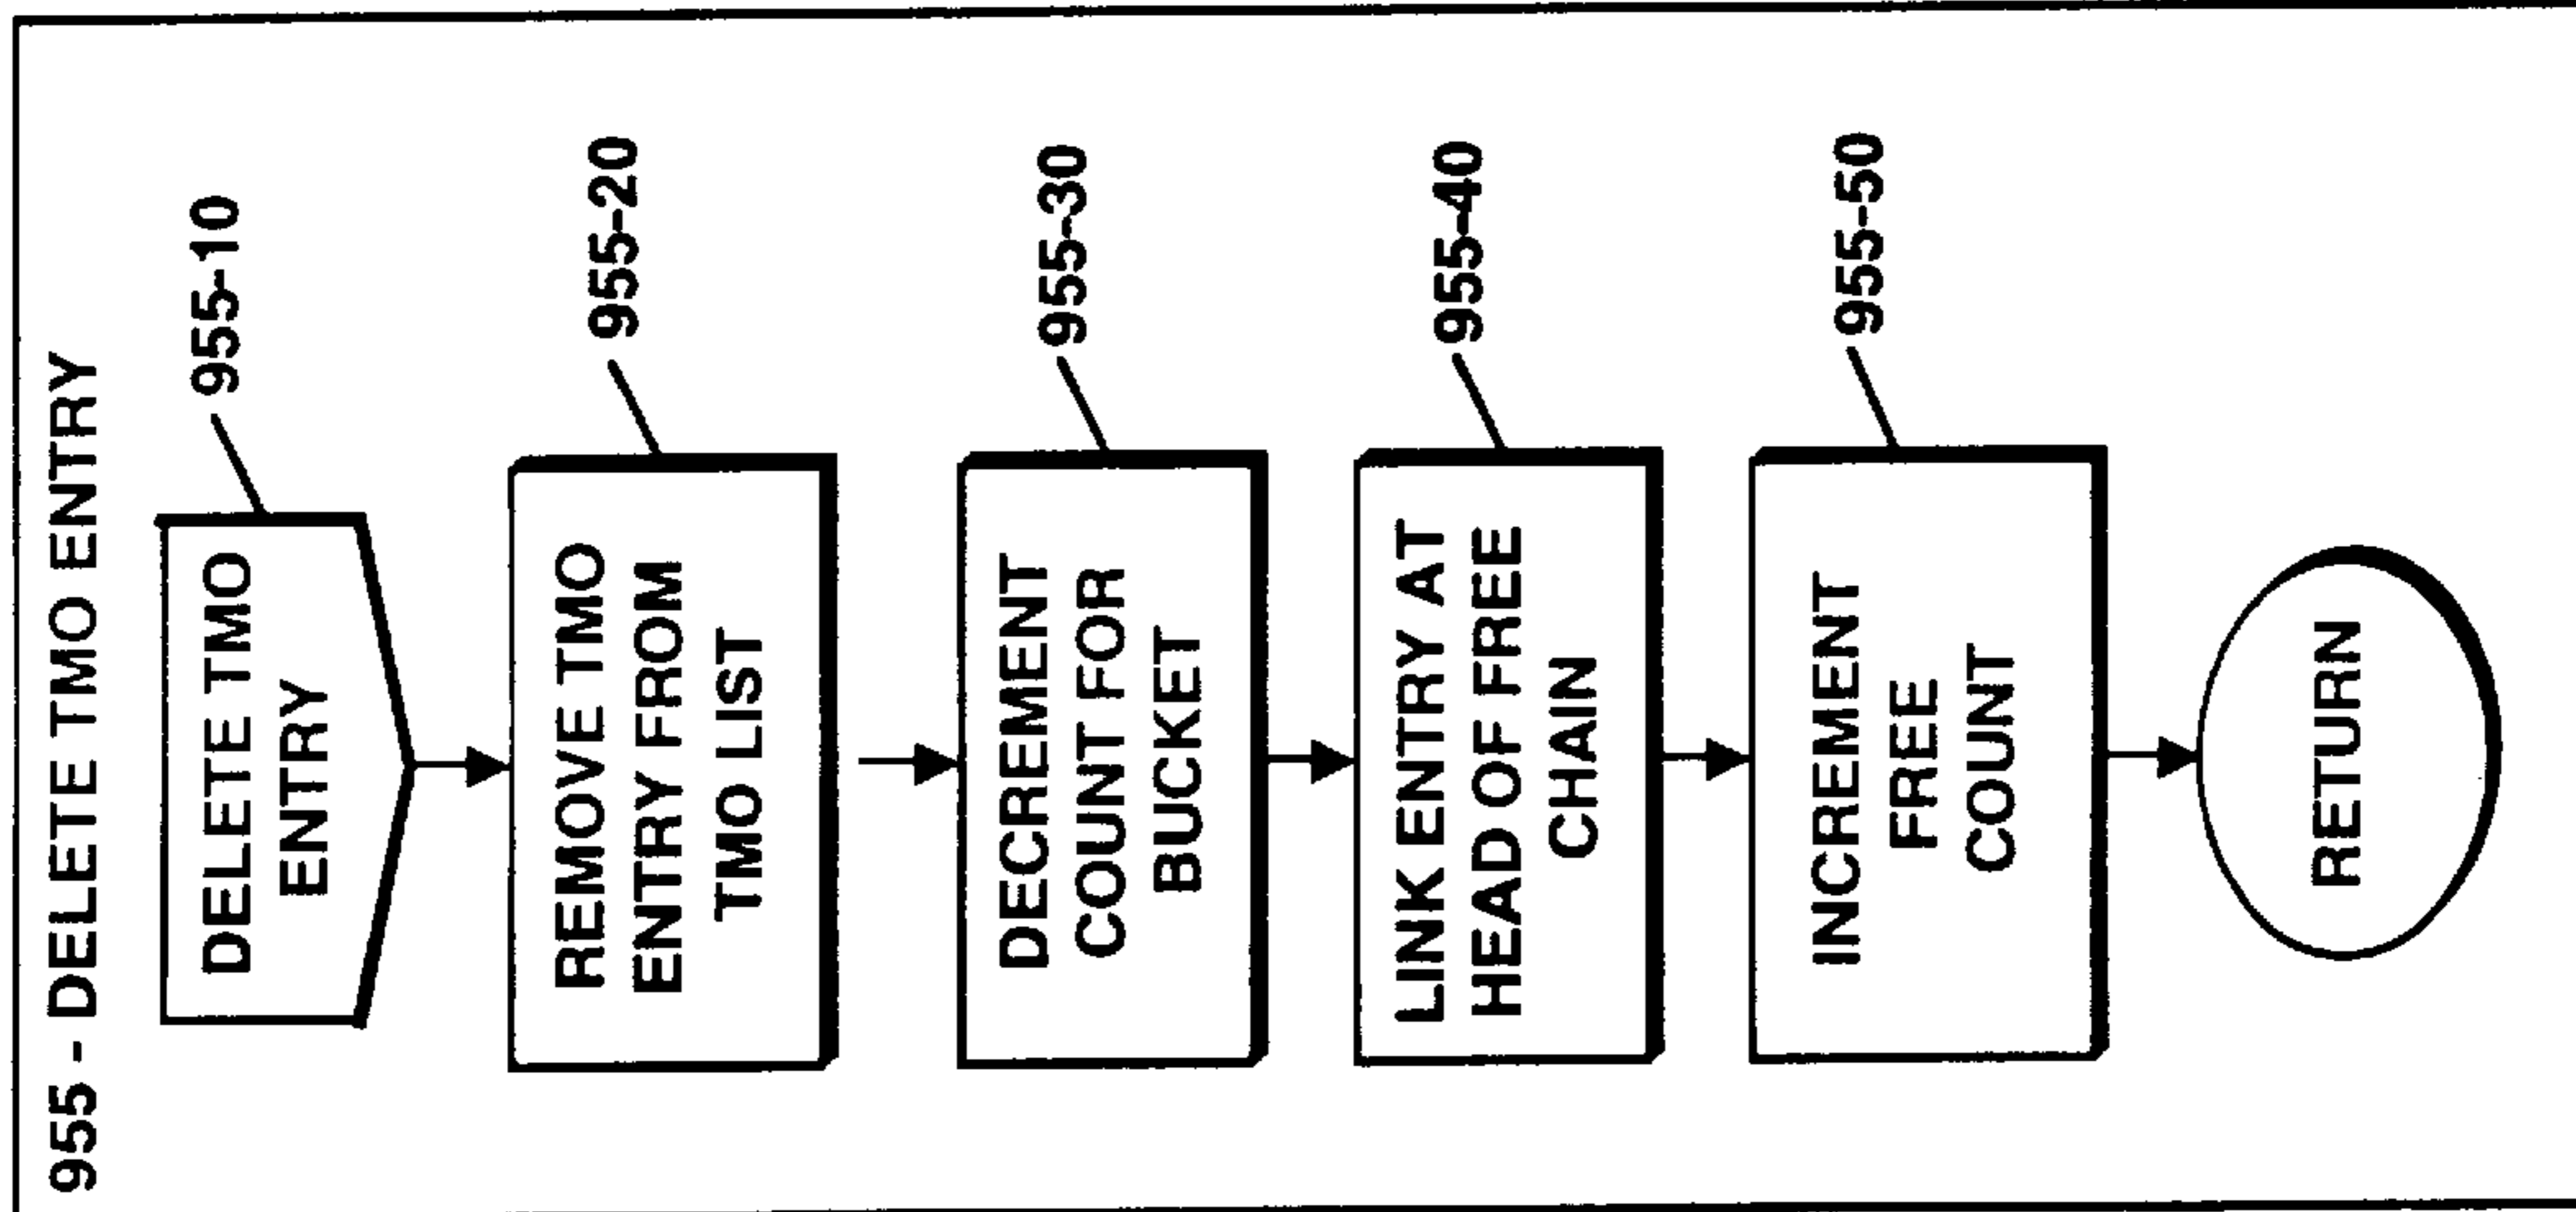 955 - DELETE TMO ENTRY
955-10
DELETE TMO
ENTRY
955-20
REMOVE TMO
ENTRY FROM
TMO LIST
955-30
DECREMENT
COUNT FOR
BUCKET
955-40
LINK ENTRY AT
HEAD OF FREE
CHAIN
955-50
INCREMENT
FREE
COUNT
RETURN